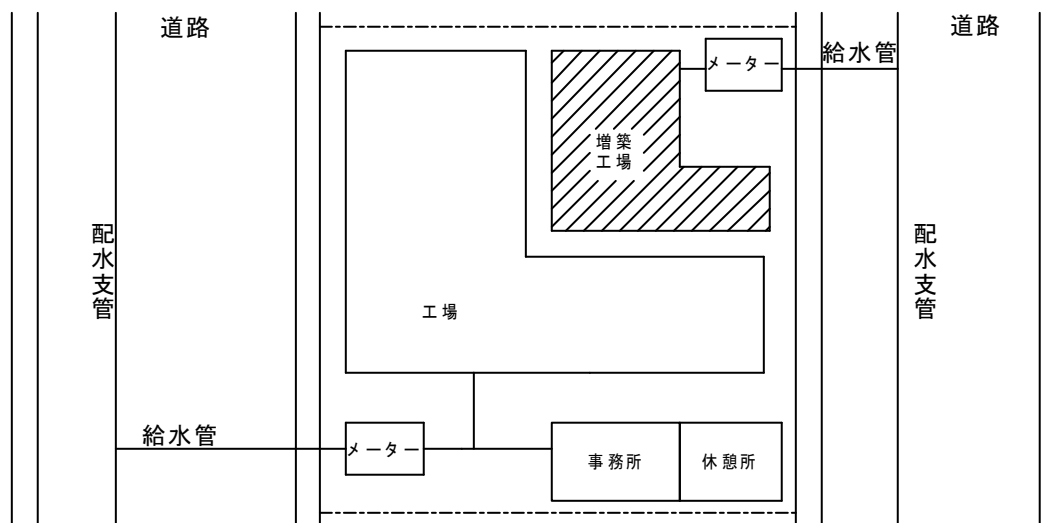 道路
道路
メーター
給水管
増築
工場
配水支管
配水支管
工場
給水管
メーター
事務所
休憩所